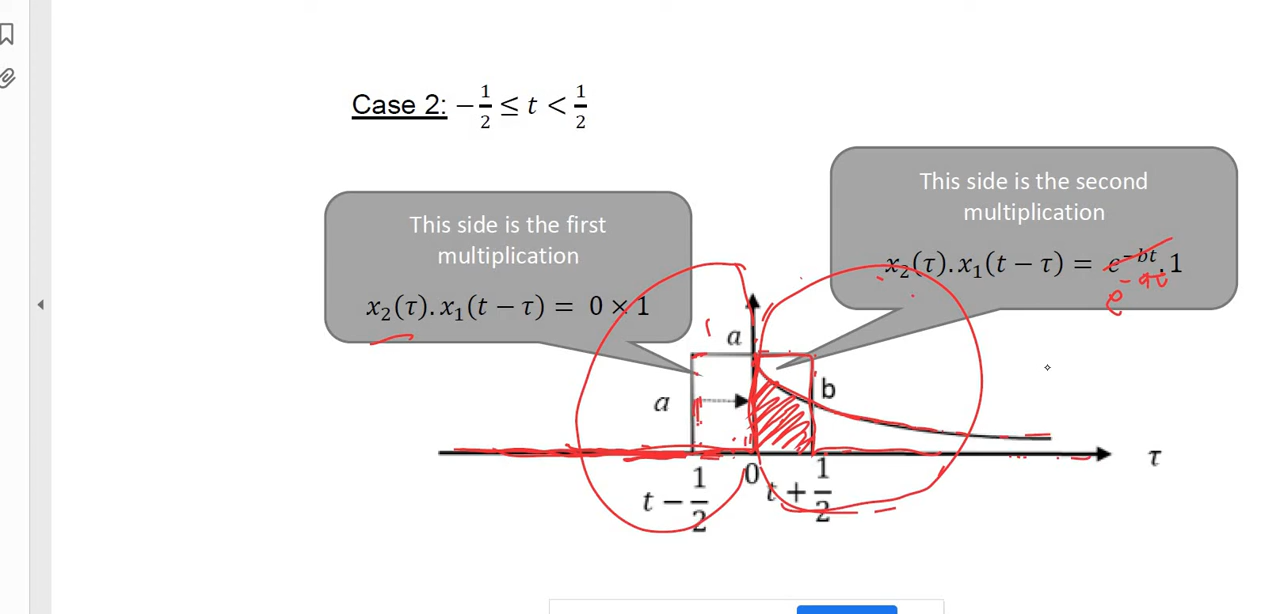 Case 2: −1/2 ≤ t < 1/2
This side is the second
multiplication
x₂(τ).x₁(t − τ) = e^−bt.1
e^−aτ
This side is the first
multiplication
x₂(τ).x₁(t − τ) = 0 × 1
1
a
a
b
t − 1/2
0
t + 1/2
τ